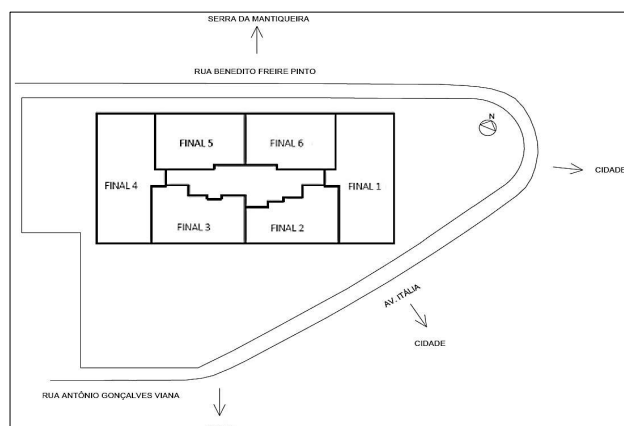 SERRA DA MANTIQUEIRA
RUA BENEDITO FREIRE PINTO
N
FINAL 5
FINAL 6
CIDADE
FINAL 4
FINAL 1
FINAL 3
FINAL 2
AV. ITÁLIA
CIDADE
RUA ANTÔNIO GONÇALVES VIANA